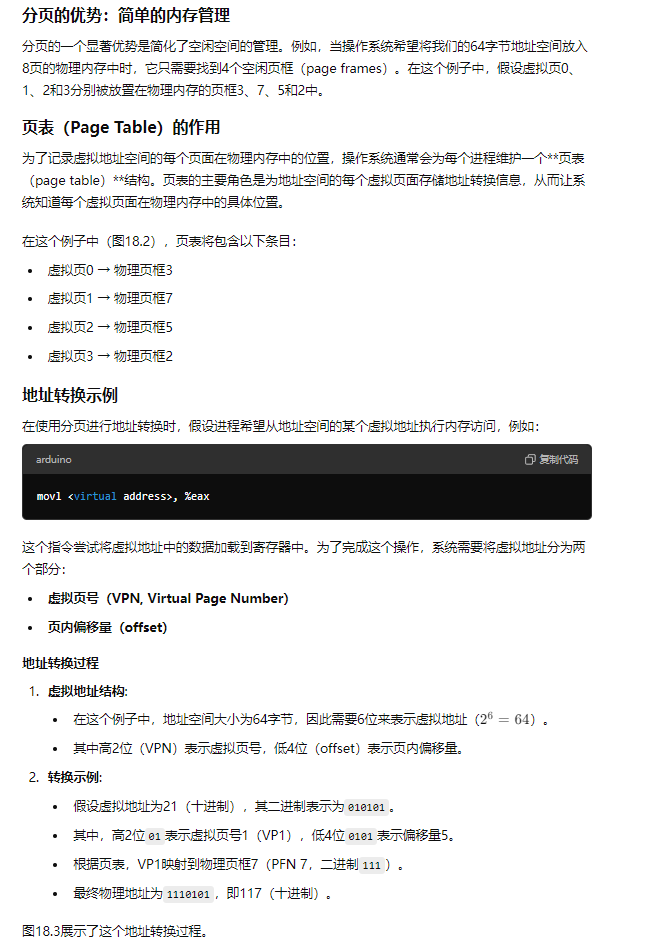 分页的优势：简单的内存管理
分页的一个显著优势是简化了空闲空间的管理。例如，当操作系统希望将我们的64字节地址空间放入
8页的物理内存中时，它只需要找到4个空闲页框（page frames）。在这个例子中，假设虚拟页0、
1、2和3分别被放置在物理内存的页框3、7、5和2中。
页表（Page Table）的作用
为了记录虚拟地址空间的每个页面在物理内存中的位置，操作系统通常会为每个进程维护一个**页表
（page table）**结构。页表的主要角色是为地址空间的每个虚拟页面存储地址转换信息，从而让系
统知道每个虚拟页面在物理内存中的具体位置。
在这个例子中（图18.2），页表将包含以下条目：
• 虚拟页0 → 物理页框3
• 虚拟页1 → 物理页框7
• 虚拟页2 → 物理页框5
• 虚拟页3 → 物理页框2
地址转换示例
在使用分页进行地址转换时，假设进程希望从地址空间的某个虚拟地址执行内存访问，例如：
arduino 复制代码
movl <virtual address>, %eax
这个指令尝试将虚拟地址中的数据加载到寄存器中。为了完成这个操作，系统需要将虚拟地址分为两
个部分：
• 虚拟页号（VPN, Virtual Page Number）
• 页内偏移量（offset）
地址转换过程
1. 虚拟地址结构:
• 在这个例子中，地址空间大小为64字节，因此需要6位来表示虚拟地址（2^6 = 64）。
• 其中高2位（VPN）表示虚拟页号，低4位（offset）表示页内偏移量。
2. 转换示例:
• 假设虚拟地址为21（十进制），其二进制表示为 010101 。
• 其中，高2位 01 表示虚拟页号1（VP1），低4位 0101 表示偏移量5。
• 根据页表，VP1映射到物理页框7（PFN 7，二进制 111 ）。
• 最终物理地址为 1110101 ，即117（十进制）。
图18.3展示了这个地址转换过程。